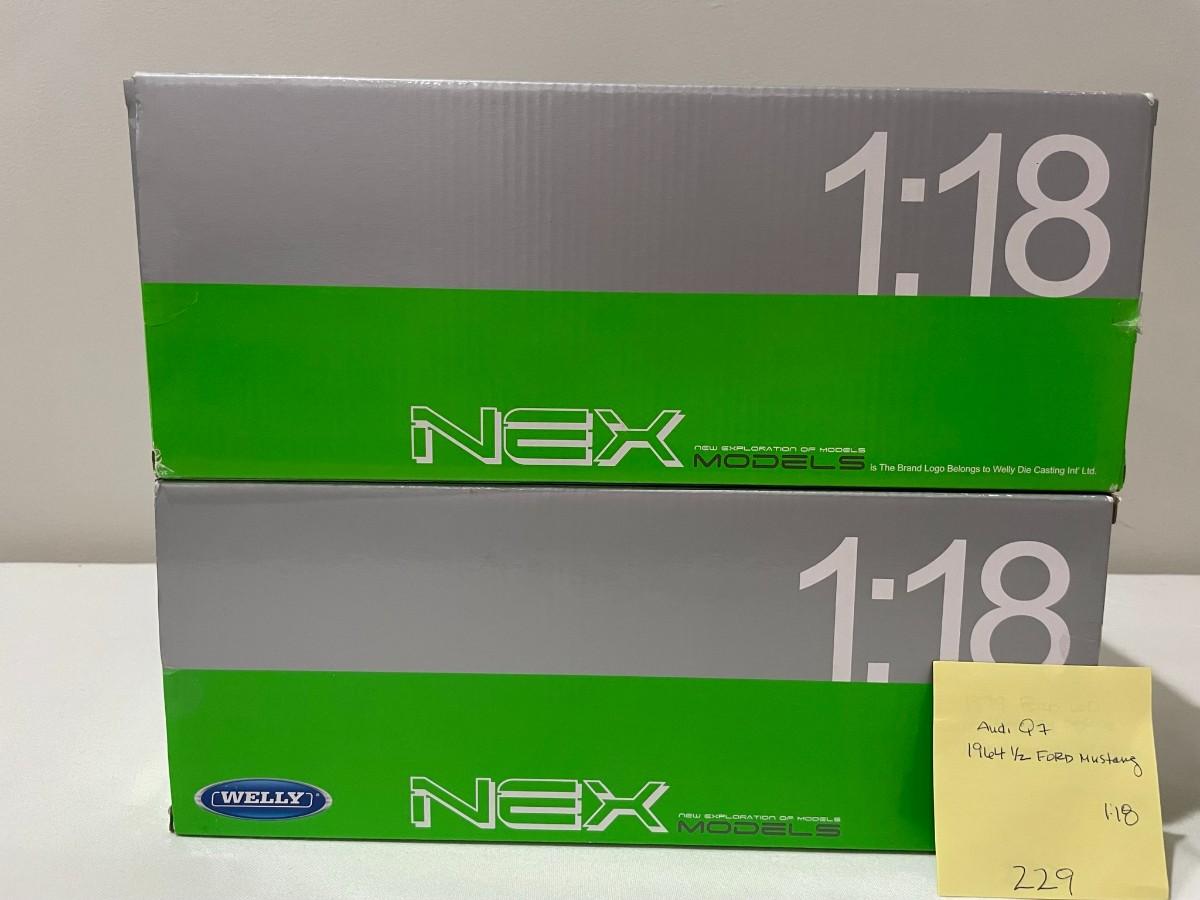 1:18
NEX
NEW EXPLORATION OF MODELS
MODELS is The Brand Logo Belongs to Welly Die Casting Int' Ltd.
1:18
WELLY
NEX
NEW EXPLORATION OF MODELS
MODELS
Audi Q7
1964 1/2 FORD Mustang
1:18
229